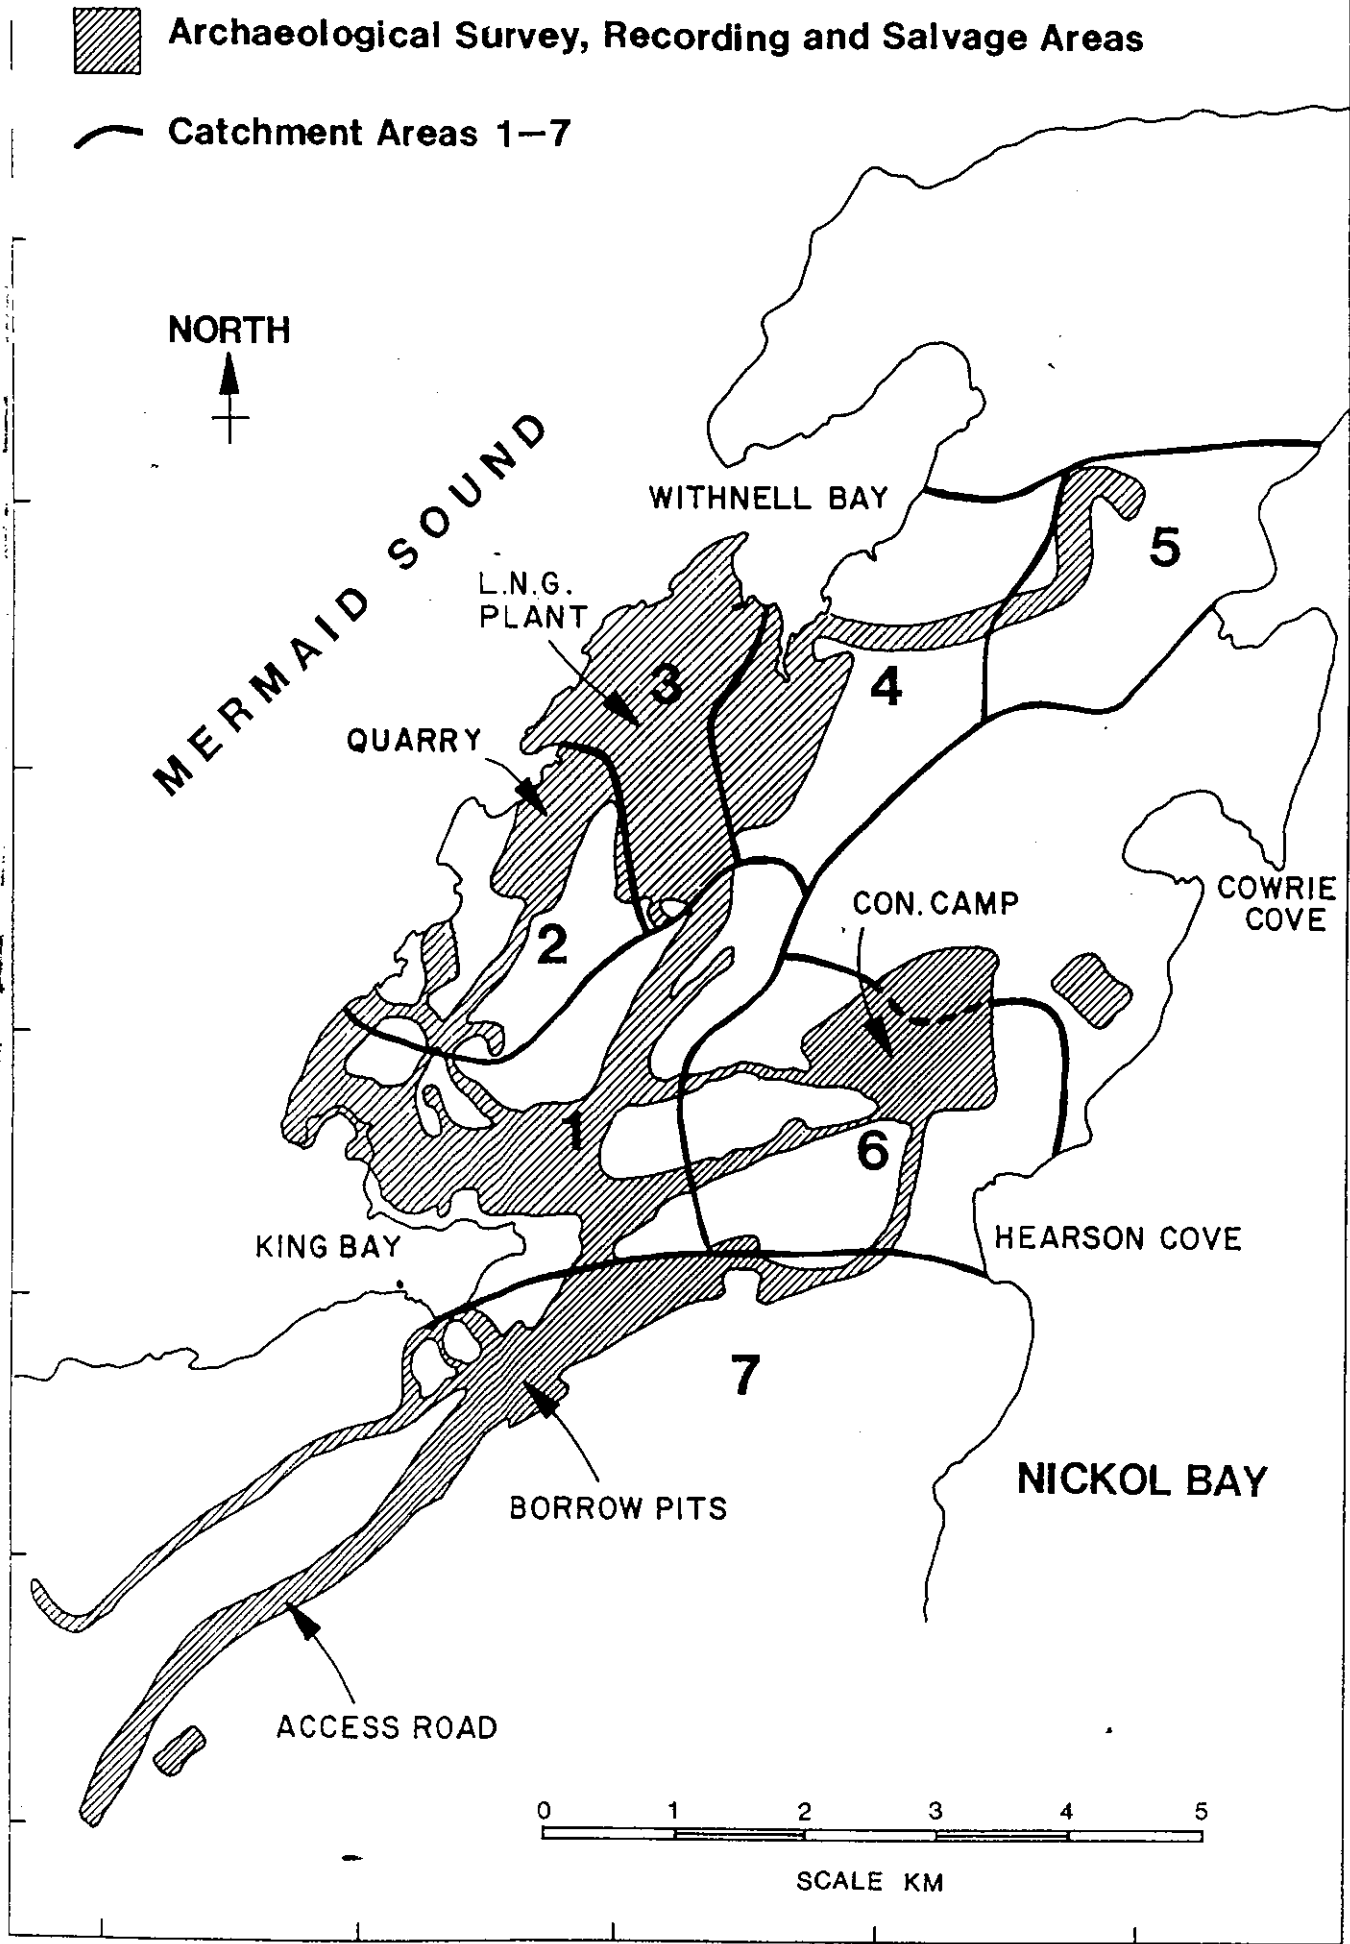 Archaeological Survey, Recording and Salvage Areas
Catchment Areas 1—7
NORTH
MERMAID SOUND
WITHNELL BAY
5
L.N.G.
PLANT
3
4
QUARRY
COWRIE
COVE
CON. CAMP
2
1
6
KING BAY
HEARSON COVE
7
NICKOL BAY
BORROW PITS
ACCESS ROAD
0 1 2 3 4 5
SCALE KM